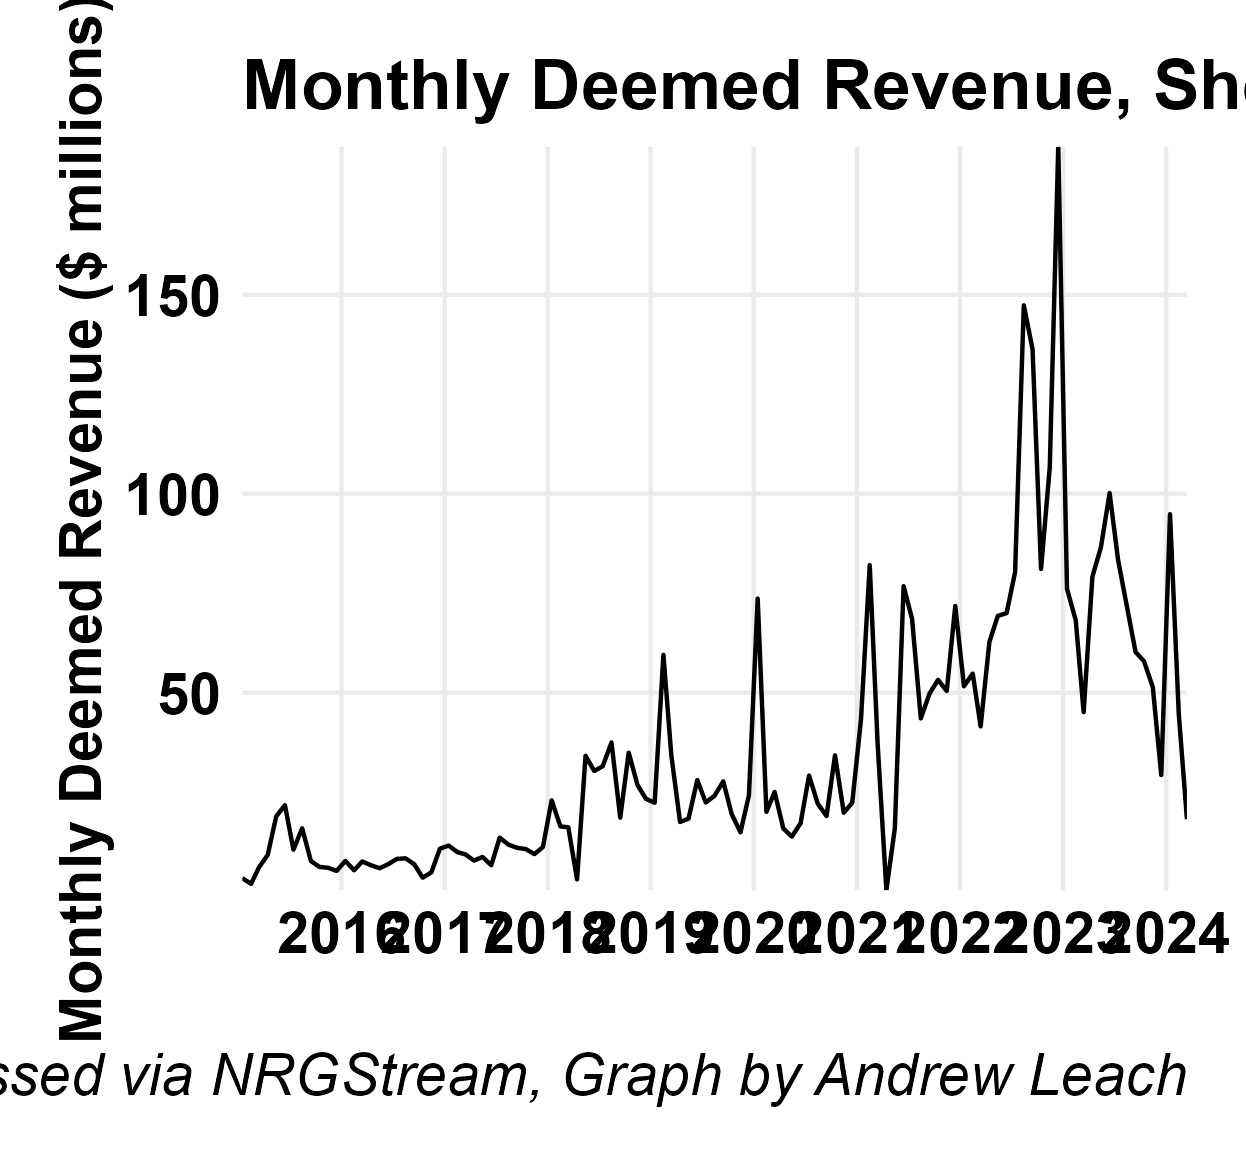 Monthly Deemed Revenue, Sh
Monthly Deemed Revenue ($ millions)
150
100
50
2016 2017 2018 2019 2020 2021 2022 2023 2024
ssed via NRGStream, Graph by Andrew Leach